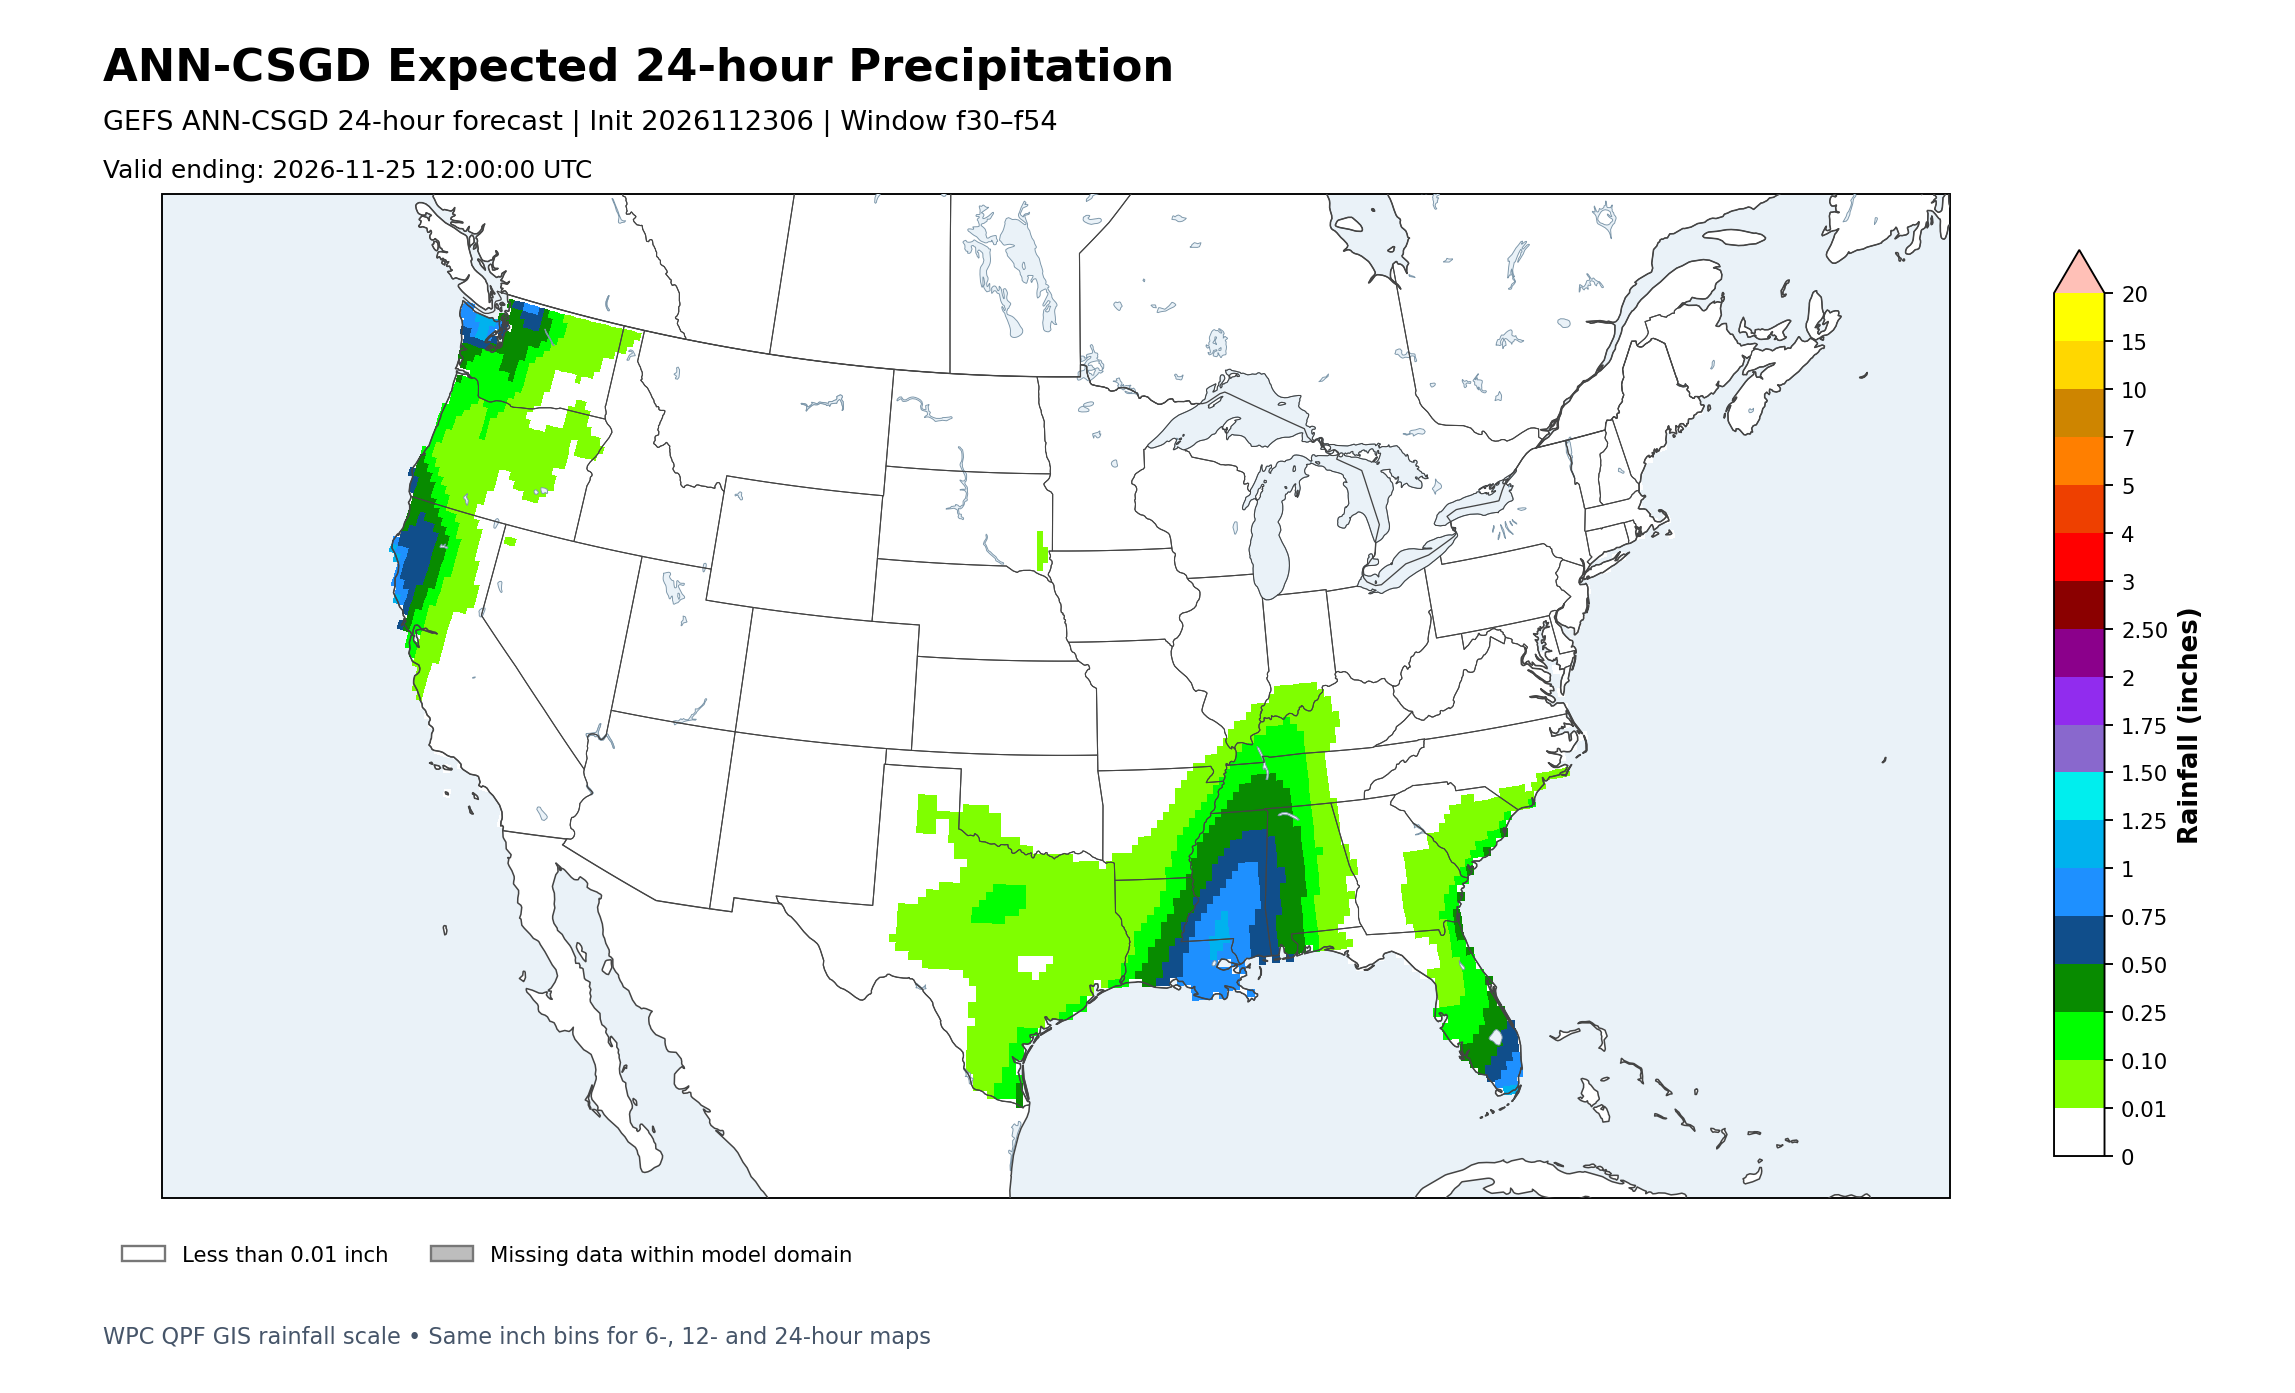 ANN-CSGD Expected 24-hour Precipitation
GEFS ANN-CSGD 24-hour forecast | Init 2026112306 | Window f30–f54
Valid ending: 2026-11-25 12:00:00 UTC
20
15
10
7
5
4
3
2.50
2
1.75
1.50
1.25
1
0.75
0.50
0.25
0.10
0.01
0
Rainfall (inches)
Less than 0.01 inch
Missing data within model domain
WPC QPF GIS rainfall scale • Same inch bins for 6-, 12- and 24-hour maps